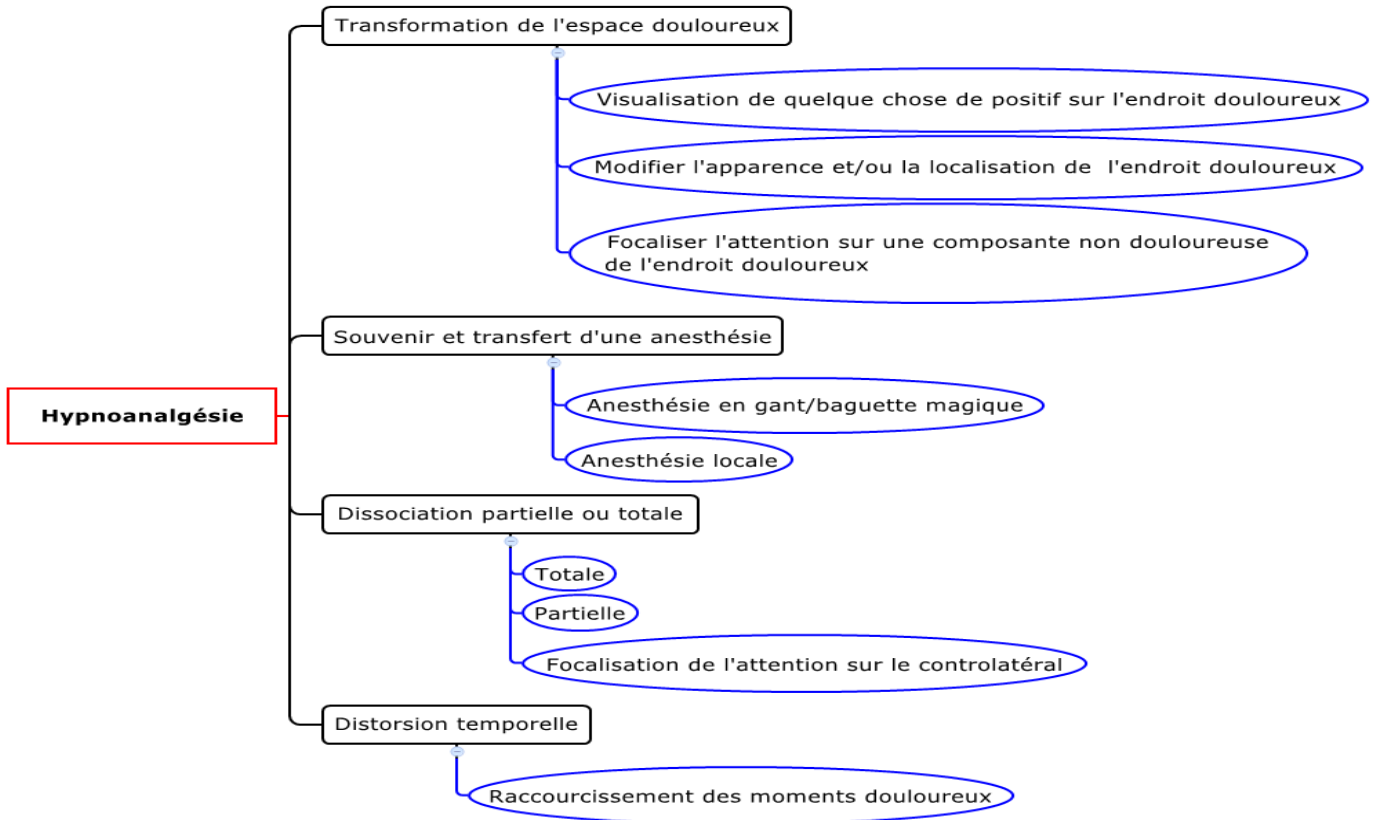 Transformation de l'espace douloureux
Visualisation de quelque chose de positif sur l'endroit douloureux
Modifier l'apparence et/ou la localisation de l'endroit douloureux
Focaliser l'attention sur une composante non douloureuse
de l'endroit douloureux
Souvenir et transfert d'une anesthésie
Anesthésie en gant/baguette magique
Hypnoanalgésie
Anesthésie locale
Dissociation partielle ou totale
Totale
Partielle
Focalisation de l'attention sur le controlatéral
Distorsion temporelle
Raccourcissement des moments douloureux